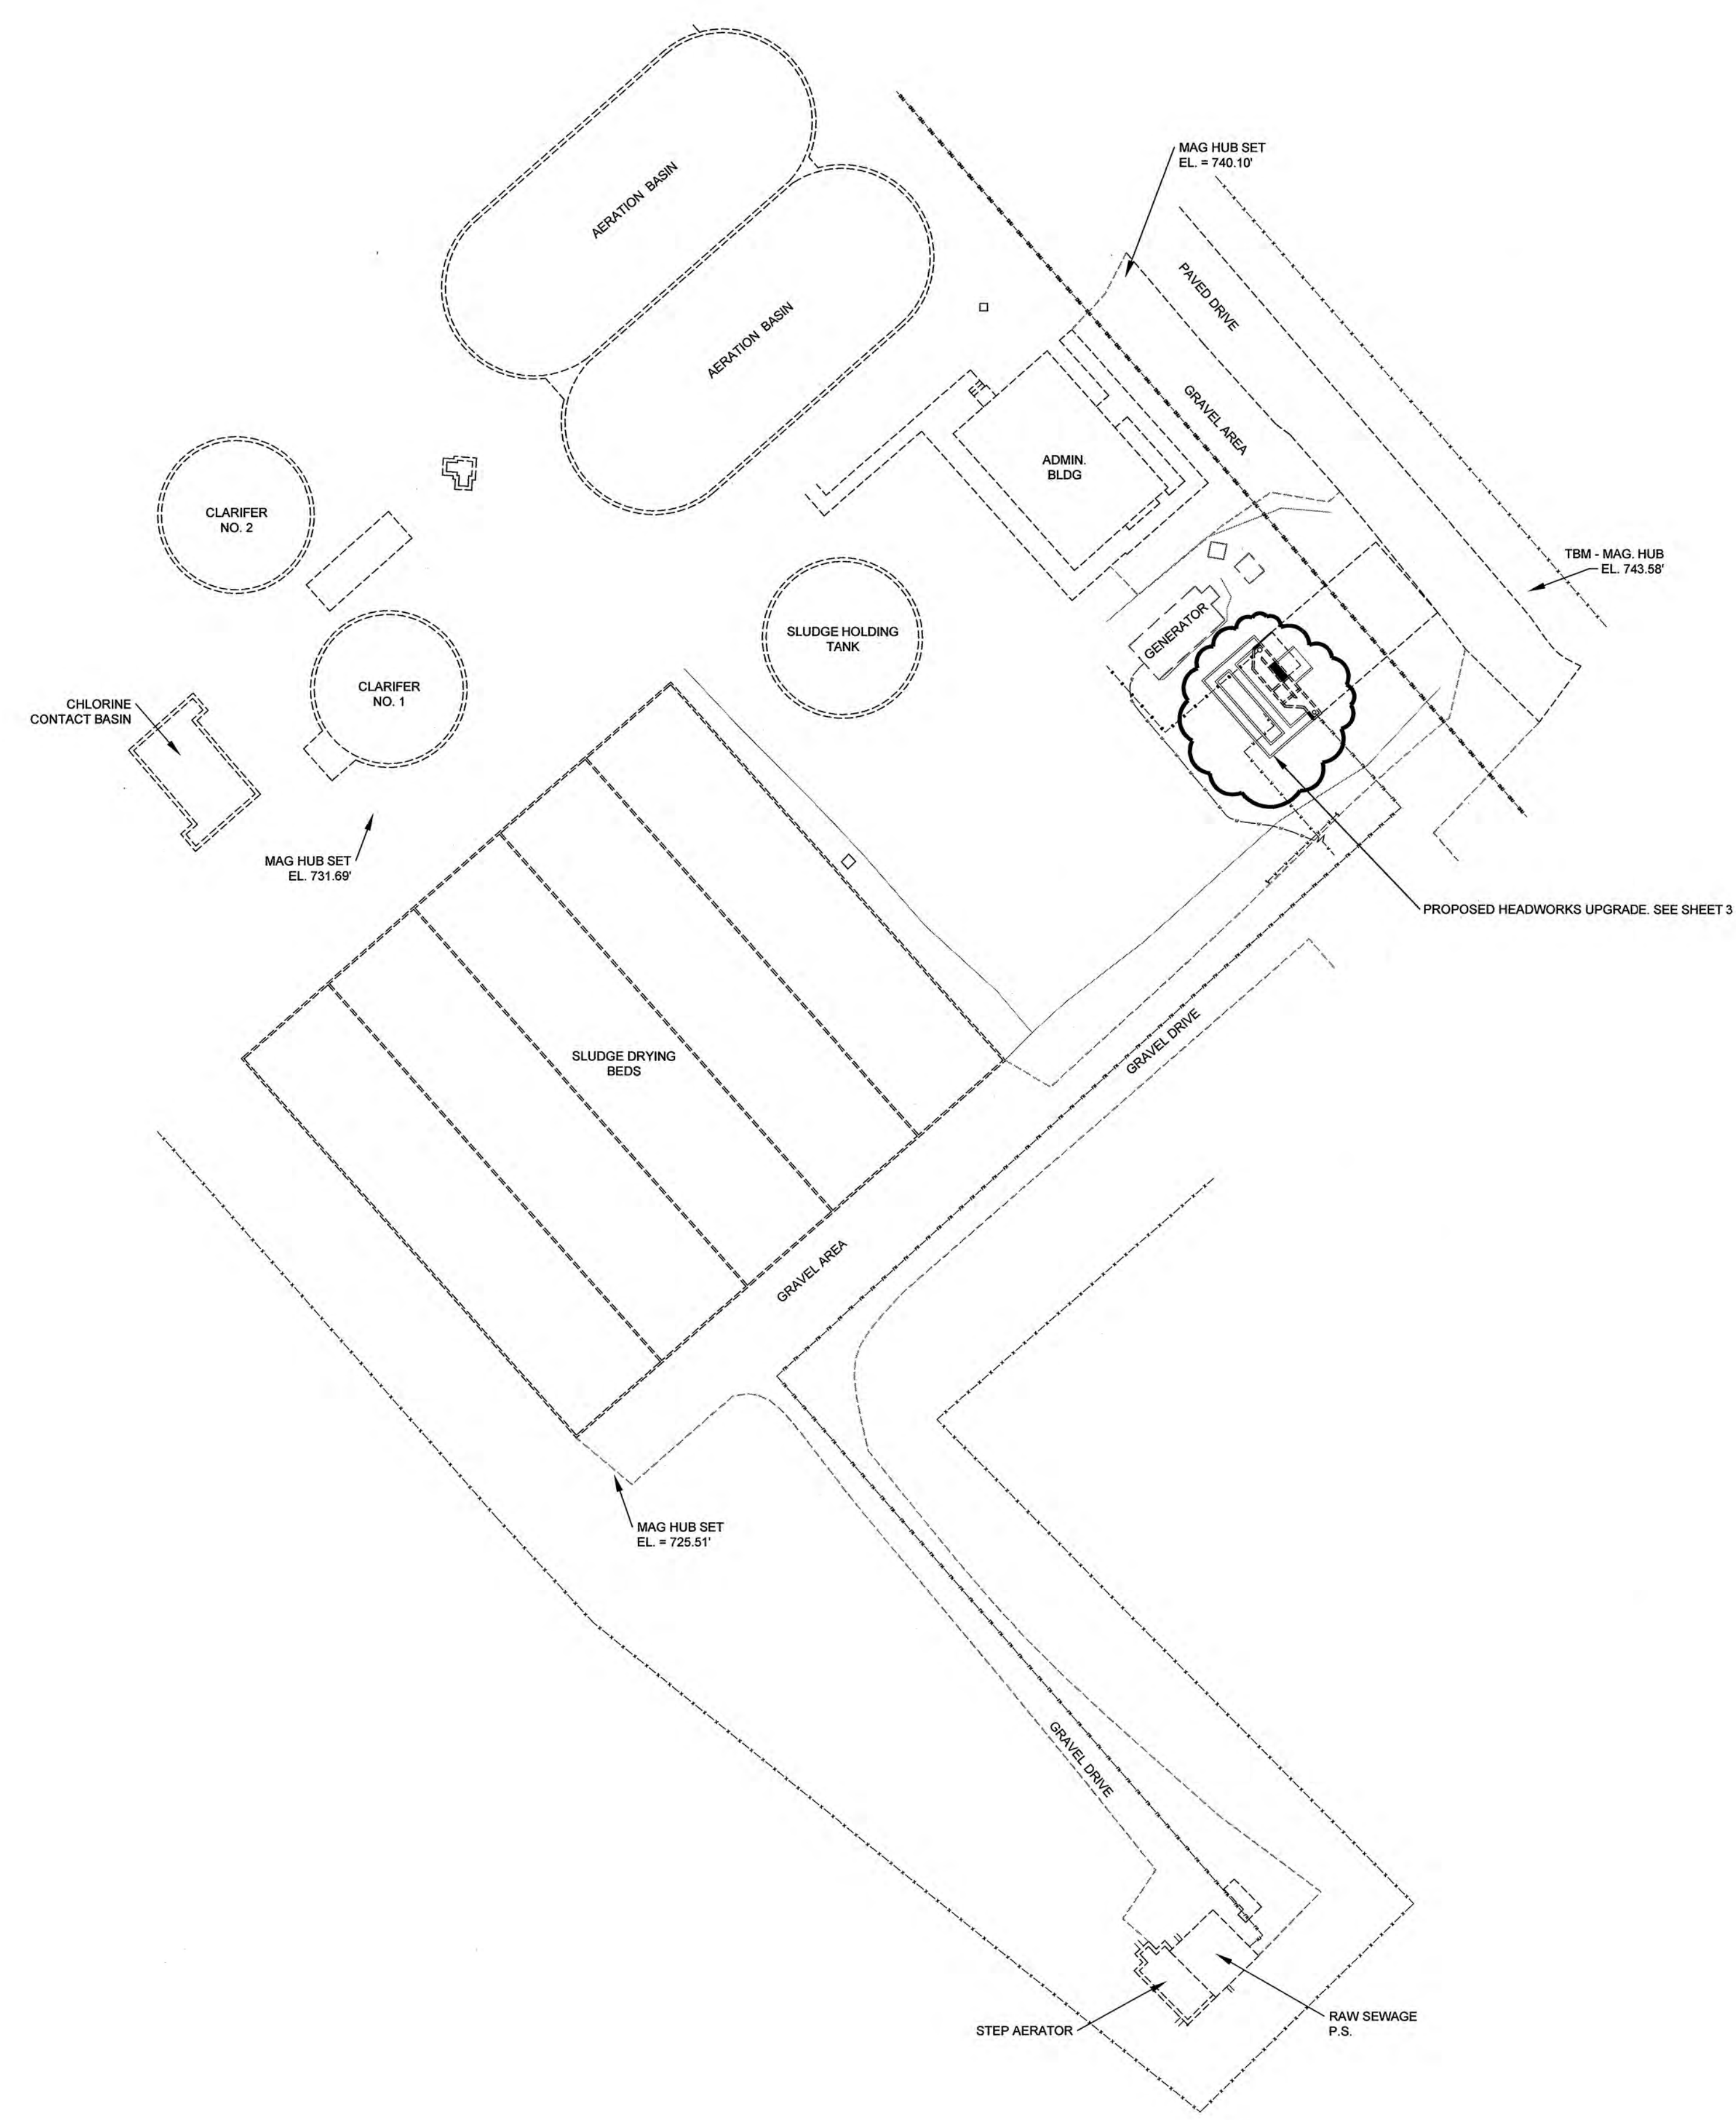 MAG HUB SET
EL. = 740.10'
AERATION BASIN
PAVED DRIVE
AERATION BASIN
GRAVEL AREA
ADMIN.
BLDG
CLARIFER
NO. 2
TBM - MAG. HUB
EL. 743.58'
GENERATOR
SLUDGE HOLDING
TANK
CLARIFER
NO. 1
CHLORINE
CONTACT BASIN
MAG HUB SET
EL. 731.69'
PROPOSED HEADWORKS UPGRADE. SEE SHEET 3
GRAVEL DRIVE
SLUDGE DRYING
BEDS
GRAVEL AREA
MAG HUB SET
EL. = 725.51'
GRAVEL DRIVE
RAW SEWAGE
P.S.
STEP AERATOR